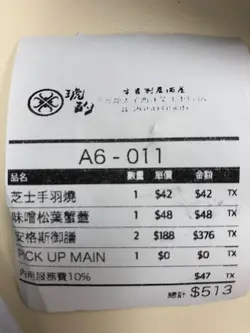 A6 - 011
品名 數量 單價 金額
芝士手羽燒 1 $42 $42 TX
味噌松葉蟹蓋 1 $48 $48 TX
安格斯御膳 2 $188 $376 TX
PICK UP MAIN 1 $0 $0 TX
內用服務費10% $47 TX
總計 $513